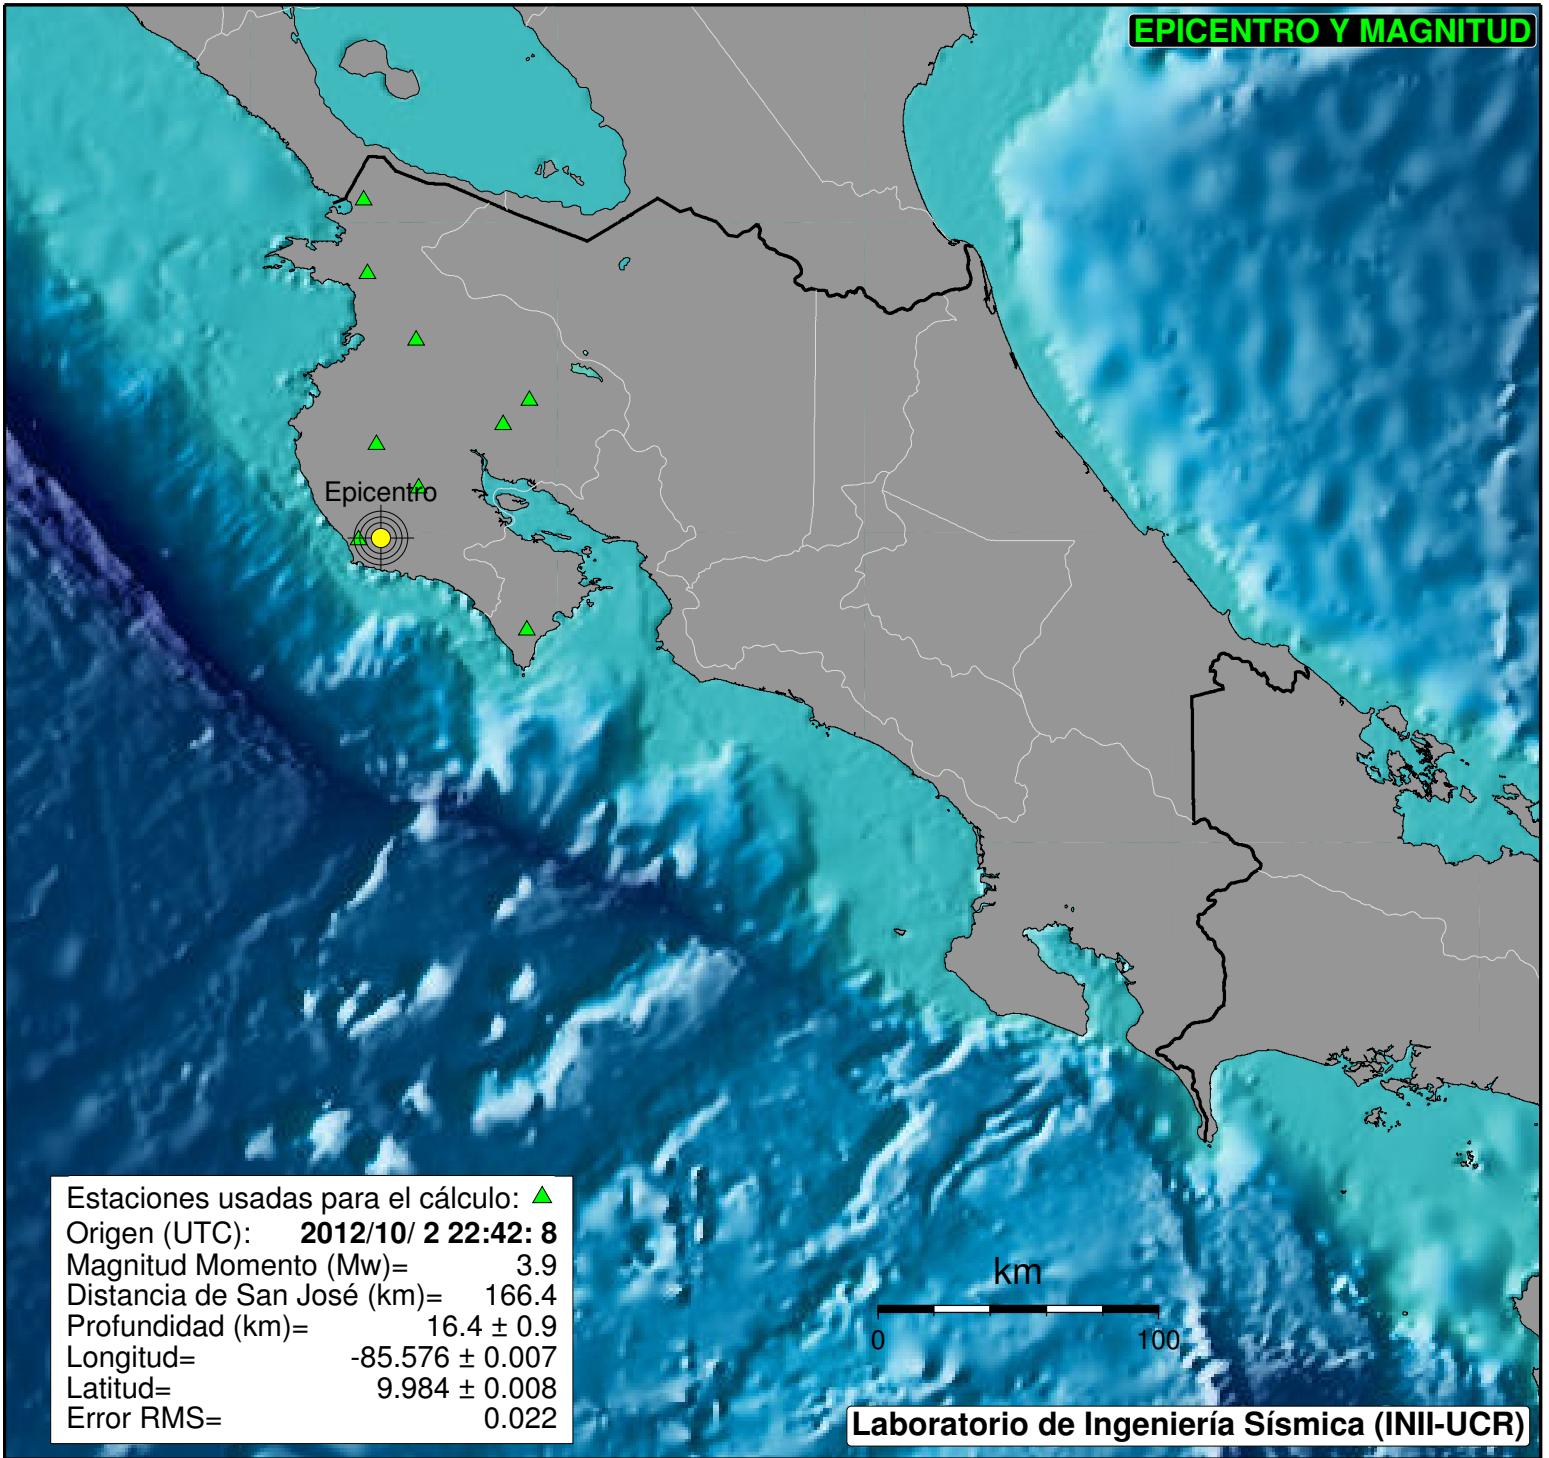 EPICENTRO Y MAGNITUD
Epicentro
Estaciones usadas para el cálculo:
Origen (UTC): 2012/10/ 2 22:42: 8
Magnitud Momento (Mw)= 3.9
Distancia de San José (km)= 166.4
Profundidad (km)= 16.4 ± 0.9
Longitud= -85.576 ± 0.007
Latitud= 9.984 ± 0.008
Error RMS= 0.022
km
0 100
Laboratorio de Ingeniería Sísmica (INII-UCR)